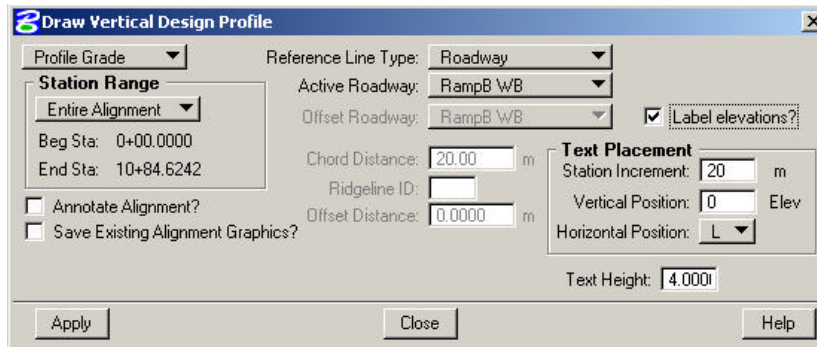 Draw Vertical Design Profile
Profile Grade
Reference Line Type: Roadway
Station Range
Active Roadway: RampB WB
Entire Alignment
Offset Roadway: RampB WB
Label elevations?
Beg Sta: 0+00.0000
End Sta: 10+84.6242
Chord Distance: 20.00 m
Ridgeline ID:
Offset Distance: 0.0000 m
Text Placement
Station Increment: 20 m
Vertical Position: 0 Elev
Horizontal Position: L
Annotate Alignment?
Save Existing Alignment Graphics?
Text Height: 4.000
Apply Close Help